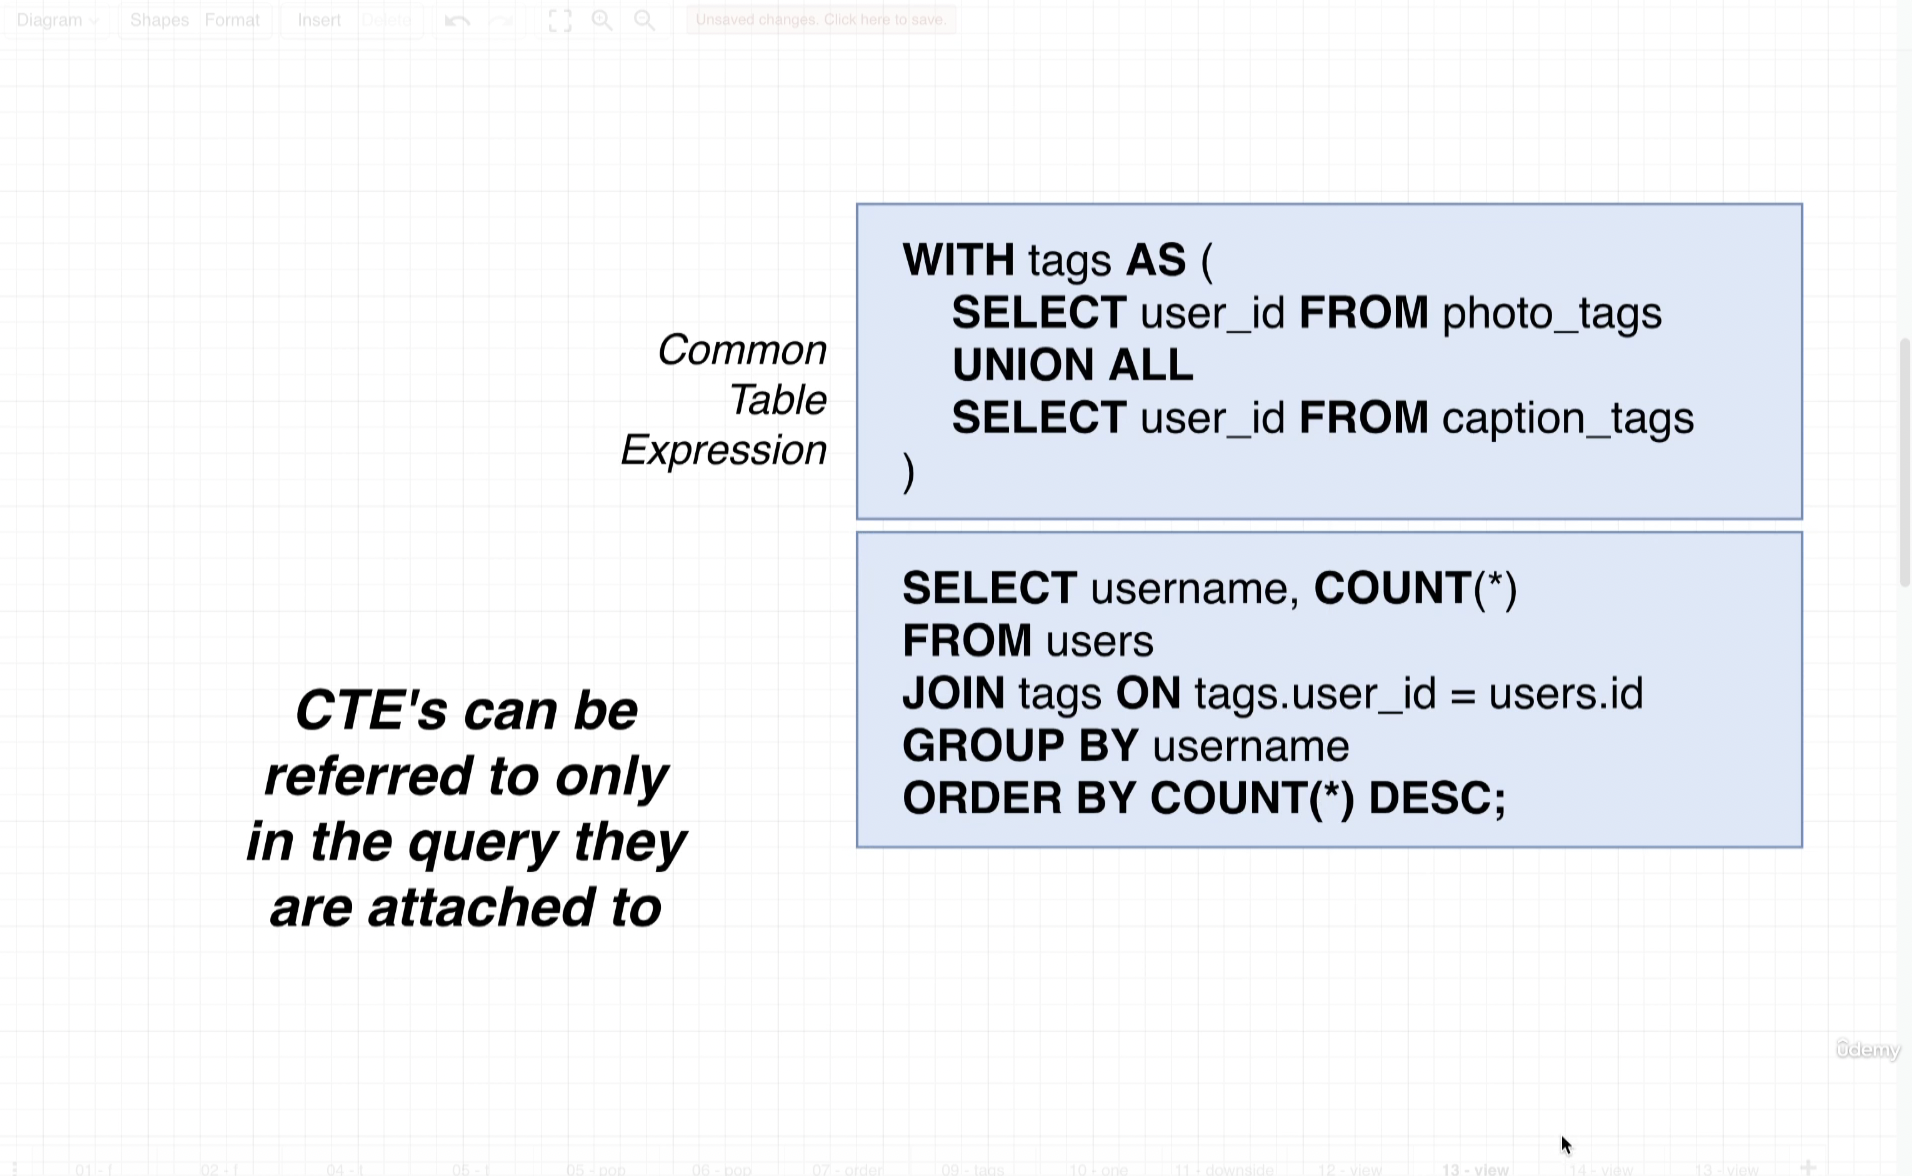 Diagram Shapes Format Insert Delete Unsaved changes. Click here to save.
WITH tags AS (
SELECT user_id FROM photo_tags
UNION ALL
SELECT user_id FROM caption_tags
)
Common
Table
Expression
SELECT username, COUNT(*)
FROM users
JOIN tags ON tags.user_id = users.id
GROUP BY username
ORDER BY COUNT(*) DESC;
CTE's can be
referred to only
in the query they
are attached to
ûdemy
01 - f 02 - f 04 - t 05 - f 05 - pop 06 - pop 07 - order 09 - tags 10 - one 11 - downside 12 - view 13 - view 14 - view 13 - view